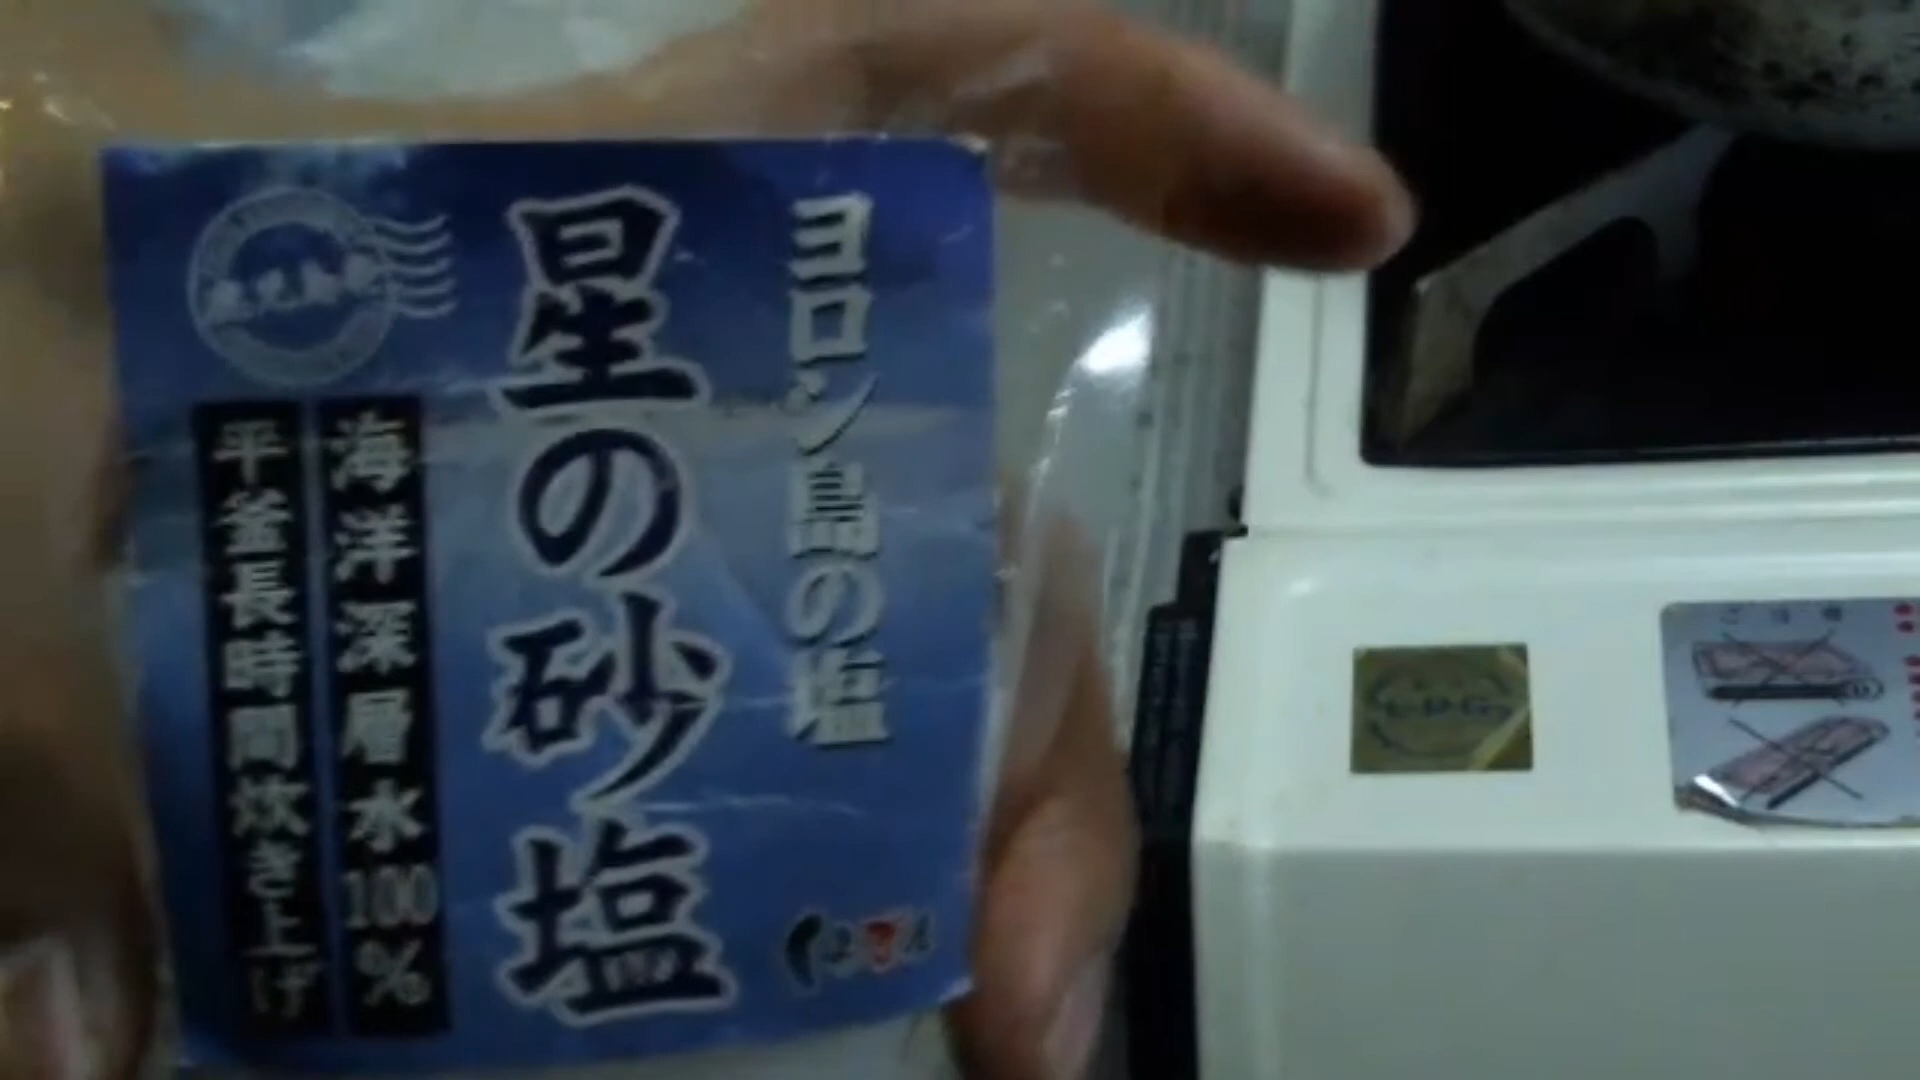 ヨロン島の塩
星の砂塩
海洋深層水100%
平釜長時間炊き上げ